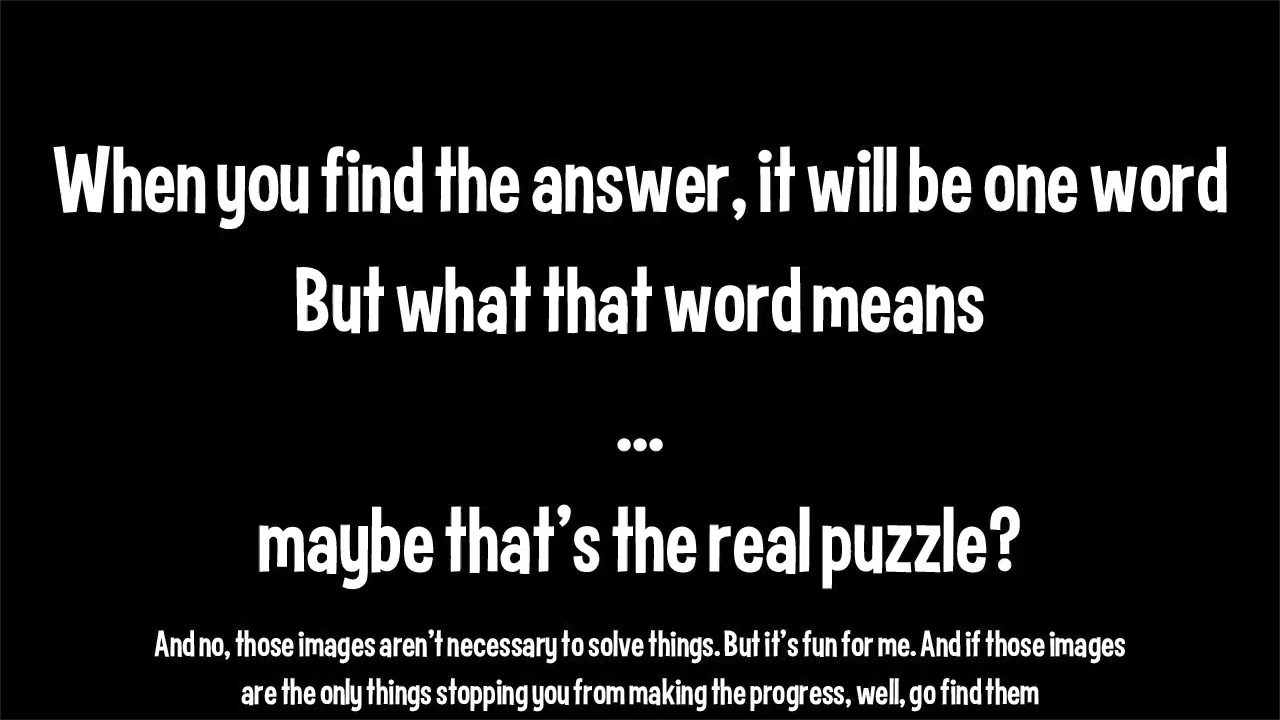 When you find the answer, it will be one word
But what that word means
...
maybe that's the real puzzle?
And no, those images aren't necessary to solve things. But it's fun for me. And if those images
are the only things stopping you from making the progress, well, go find them